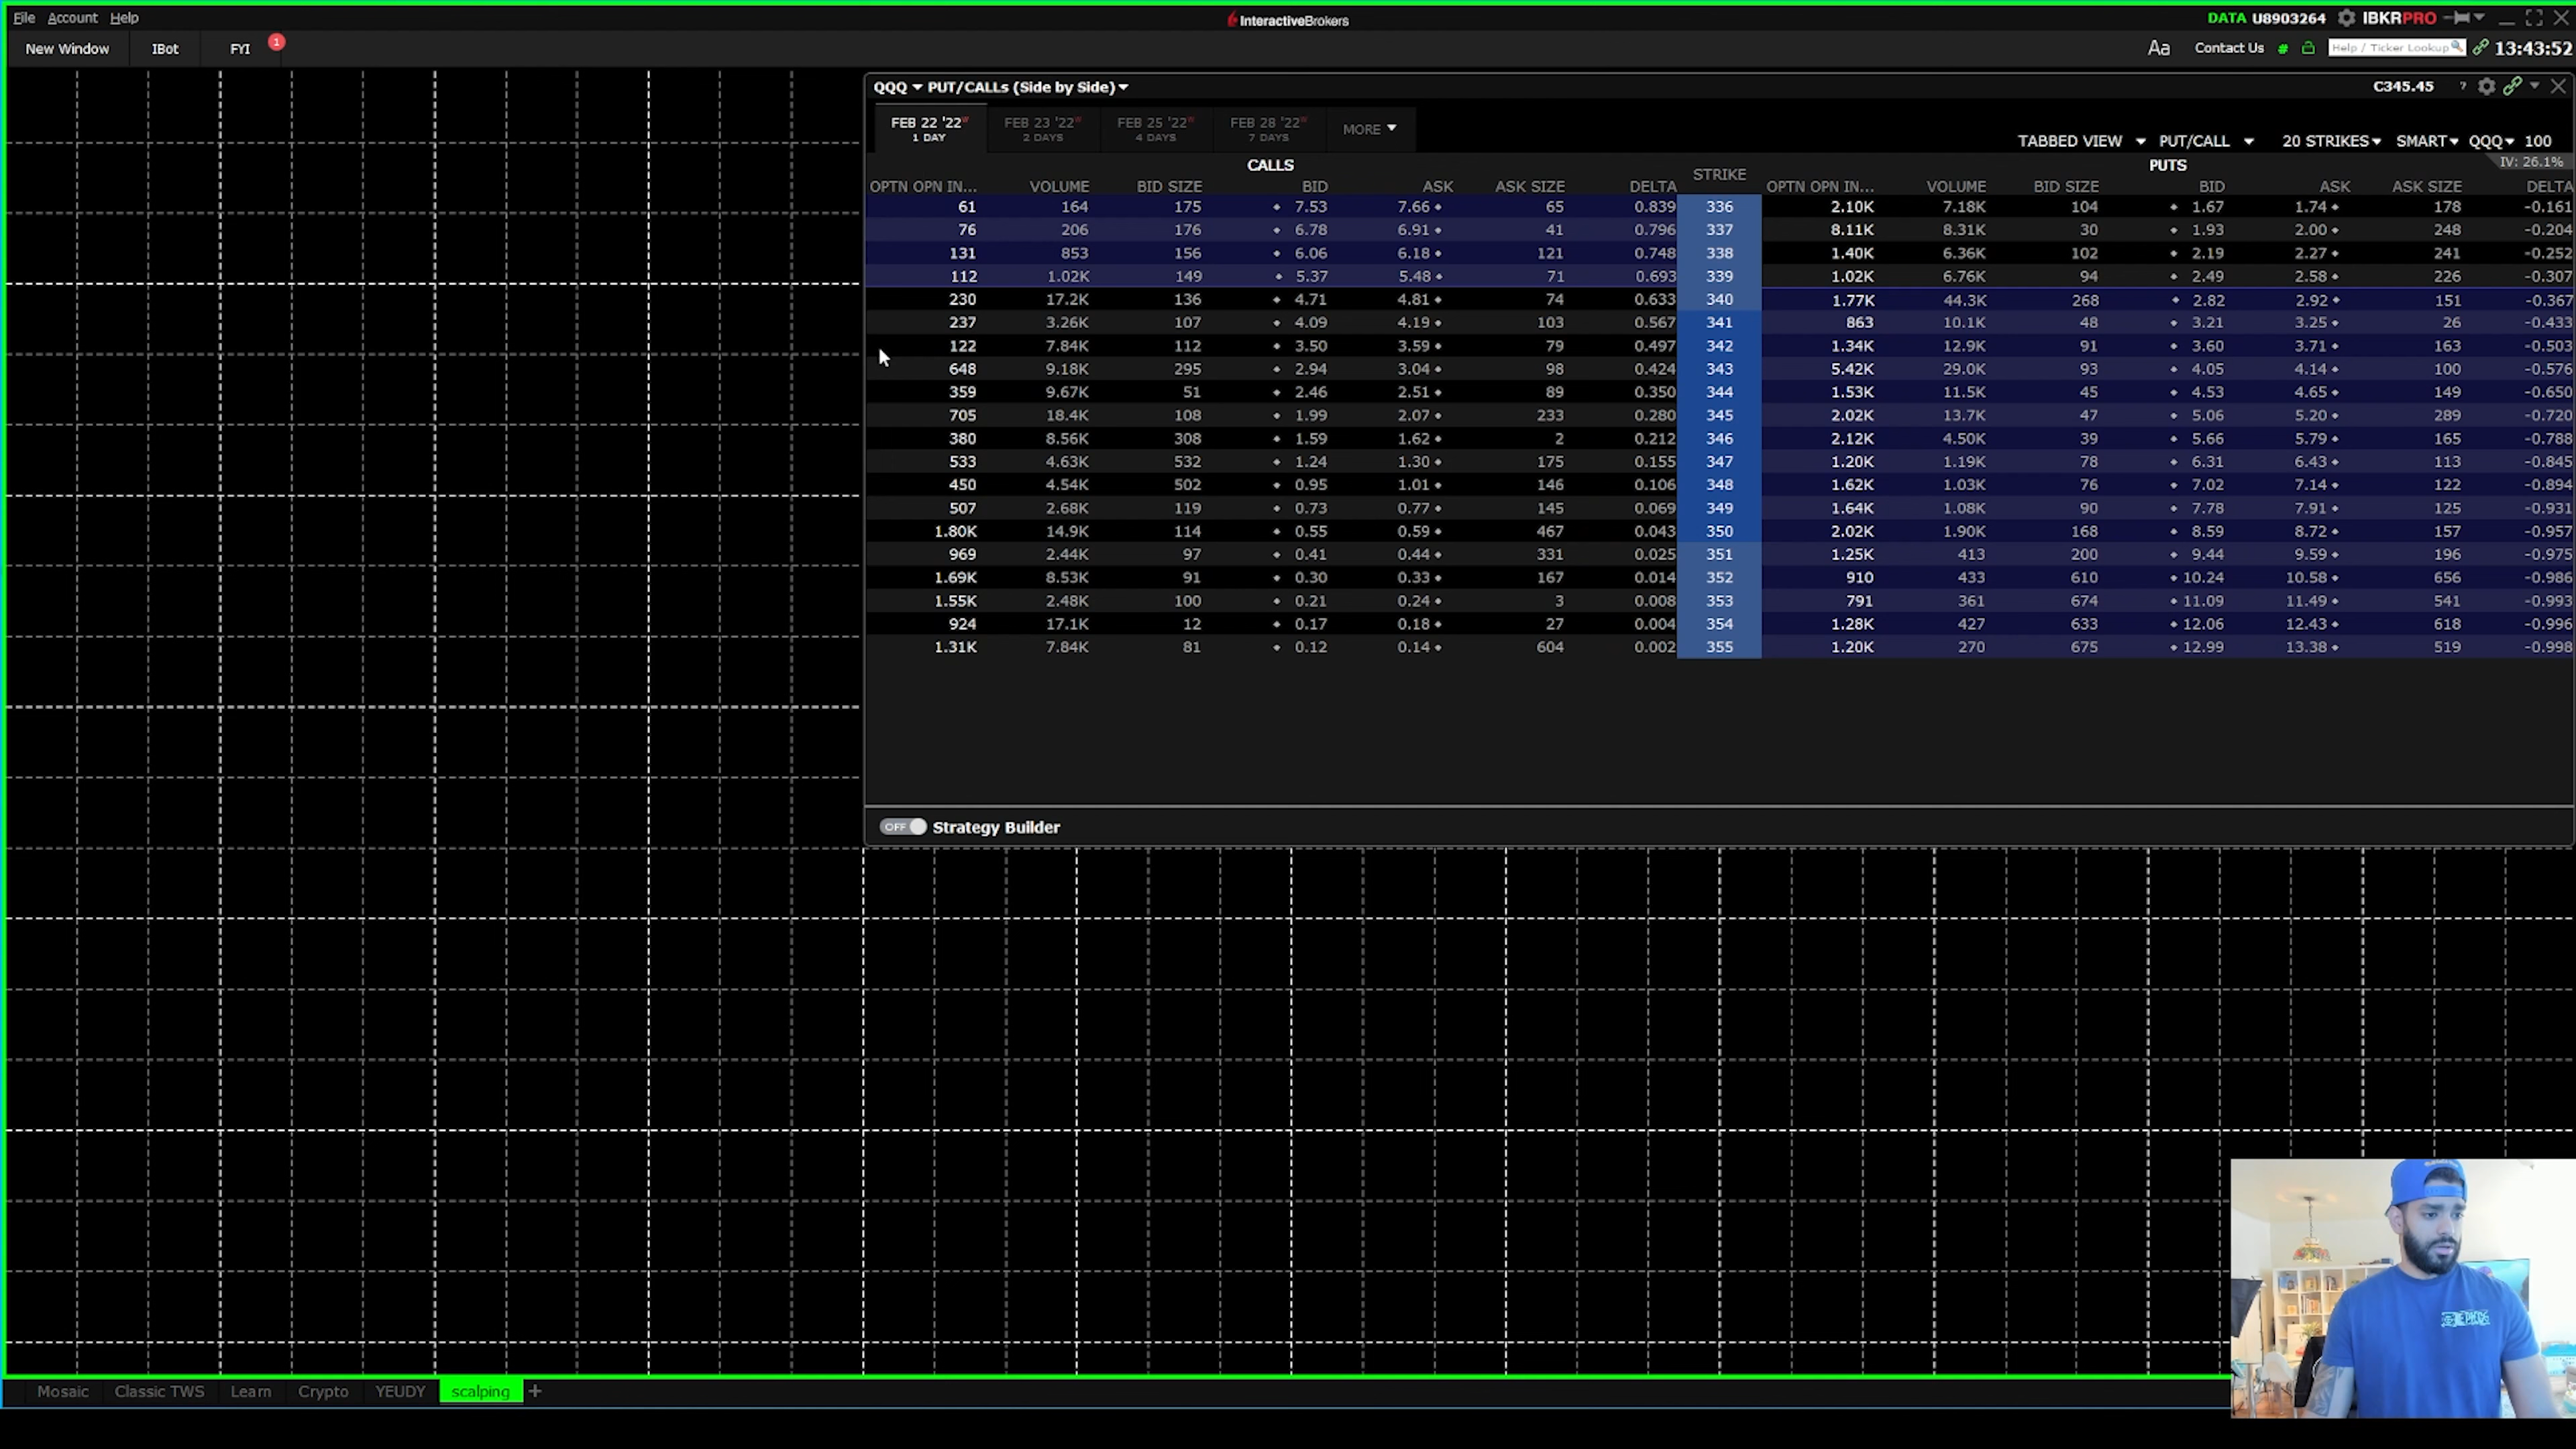 File Account Help
InteractiveBrokers
DATA U8903264 IBKRPRO
New Window IBot FYI 1
Aa Contact Us # Help / Ticker Lookup 13:43:52
QQQ PUT/CALLs (Side by Side) C345.45 ?
FEB 22 '22 W FEB 23 '22 W FEB 25 '22 W FEB 28 '22 W MORE
1 DAY 2 DAYS 4 DAYS 7 DAYS
TABBED VIEW PUT/CALL 20 STRIKES SMART QQQ 100
CALLS PUTS IV: 26.1%
OPTN OPN IN... VOLUME BID SIZE BID ASK ASK SIZE DELTA STRIKE OPTN OPN IN... VOLUME BID SIZE BID ASK ASK SIZE DELTA
61 164 175 7.53 7.66 65 0.839 336 2.10K 7.18K 104 1.67 1.74 178 -0.161
76 206 176 6.78 6.91 41 0.796 337 8.11K 8.31K 30 1.93 2.00 248 -0.204
131 853 156 6.06 6.18 121 0.748 338 1.40K 6.36K 102 2.19 2.27 241 -0.252
112 1.02K 149 5.37 5.48 71 0.693 339 1.02K 6.76K 94 2.49 2.58 226 -0.307
230 17.2K 136 4.71 4.81 74 0.633 340 1.77K 44.3K 268 2.82 2.92 151 -0.367
237 3.26K 107 4.09 4.19 103 0.567 341 863 10.1K 48 3.21 3.25 26 -0.433
122 7.84K 112 3.50 3.59 79 0.497 342 1.34K 12.9K 91 3.60 3.71 163 -0.503
648 9.18K 295 2.94 3.04 98 0.424 343 5.42K 29.0K 93 4.05 4.14 100 -0.576
359 9.67K 51 2.46 2.51 89 0.350 344 1.53K 11.5K 45 4.53 4.65 149 -0.650
705 18.4K 108 1.99 2.07 233 0.280 345 2.02K 13.7K 47 5.06 5.20 289 -0.720
380 8.56K 308 1.59 1.62 2 0.212 346 2.12K 4.50K 39 5.66 5.79 165 -0.788
533 4.63K 532 1.24 1.30 175 0.155 347 1.20K 1.19K 78 6.31 6.43 113 -0.845
450 4.54K 502 0.95 1.01 146 0.106 348 1.62K 1.03K 76 7.02 7.14 122 -0.894
507 2.68K 119 0.73 0.77 145 0.069 349 1.64K 1.08K 90 7.78 7.91 125 -0.931
1.80K 14.9K 114 0.55 0.59 467 0.043 350 2.02K 1.90K 168 8.59 8.72 157 -0.957
969 2.44K 97 0.41 0.44 331 0.025 351 1.25K 413 200 9.44 9.59 196 -0.975
1.69K 8.53K 91 0.30 0.33 167 0.014 352 910 433 610 10.24 10.58 656 -0.986
1.55K 2.48K 100 0.21 0.24 3 0.008 353 791 361 674 11.09 11.49 541 -0.993
924 17.1K 12 0.17 0.18 27 0.004 354 1.28K 427 633 12.06 12.43 618 -0.996
1.31K 7.84K 81 0.12 0.14 604 0.002 355 1.20K 270 675 12.99 13.38 519 -0.998
OFF Strategy Builder
Mosaic Classic TWS Learn Crypto YEUDY scalping +